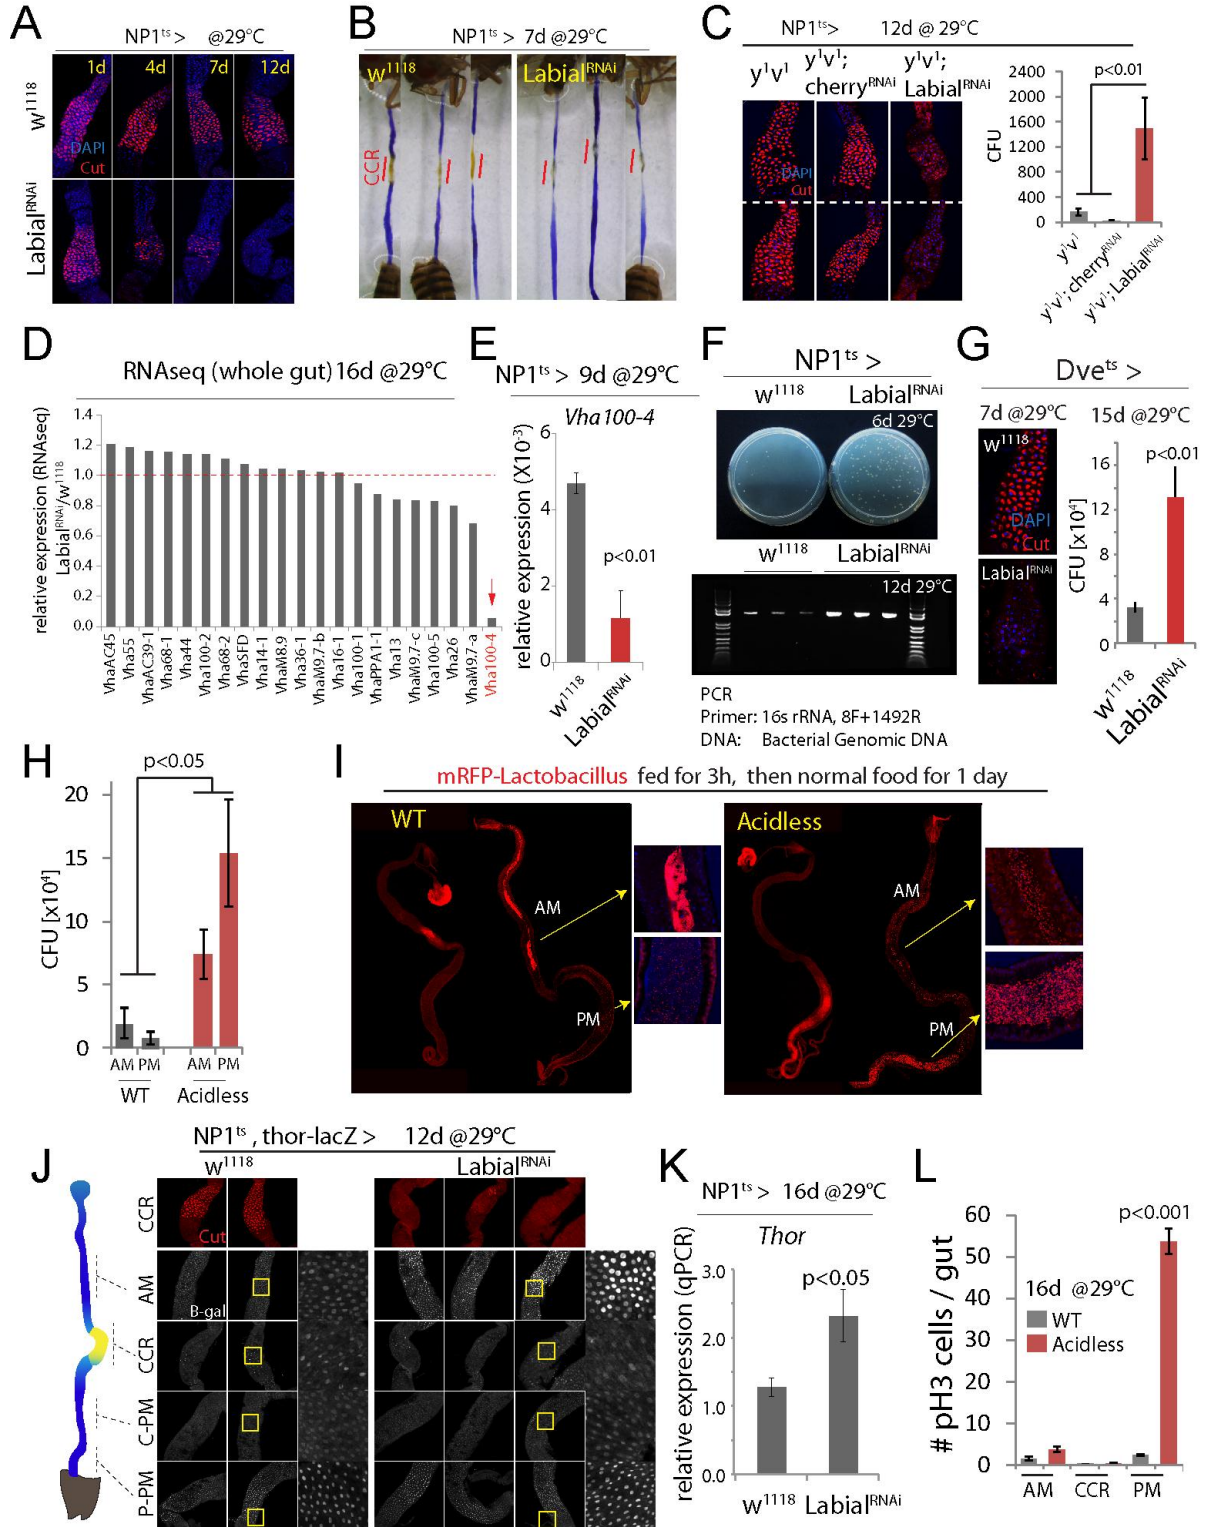 A
NP1ts > @29°C
1d 4d 7d 12d
w1118
DAPI
Cut
LabialRNAi
B
NP1ts > 7d @29°C
w1118 LabialRNAi
CCR
C
NP1ts> 12d @ 29°C
y1v1 y1v1; cherryRNAi y1v1; LabialRNAi
DAPI
Cut
p<0.01
CFU
2400
2000
1600
1200
800
400
0
y1v1
y1v1; cherryRNAi
y1v1; LabialRNAi
D
RNAseq (whole gut) 16d @29°C
relative expression (RNAseq)
LabialRNAi/w1118
1.4
1.2
1.0
0.8
0.6
0.4
0.2
0.0
VhaAC45
Vha55
VhaAC39-1
Vha68-1
Vha44
Vha100-2
Vha68-2
VhaSFD
Vha14-1
VhaM8.9
Vha36-1
VhaM9.7-b
Vha16-1
Vha100-1
VhaPPA1-1
Vha13
VhaM9.7-c
Vha100-5
Vha26
VhaM9.7-a
Vha100-4
E
NP1ts > 9d @29°C
Vha100-4
relative expression (X10-3)
6
4
2
0
p<0.01
w1118
LabialRNAi
F
NP1ts >
w1118 LabialRNAi
6d 29°C
w1118 LabialRNAi
12d 29°C
PCR
Primer: 16s rRNA, 8F+1492R
DNA: Bacterial Genomic DNA
G
Dvets >
7d @29°C 15d @29°C
w1118
DAPI
Cut
LabialRNAi
p<0.01
CFU [x104]
16
12
8
4
0
w1118
LabialRNAi
H
p<0.05
CFU [x104]
20
15
10
5
0
AM PM AM PM
WT Acidless
I
mRFP-Lactobacillus fed for 3h, then normal food for 1 day
WT Acidless
AM
PM
AM
PM
J
NP1ts , thor-lacZ > 12d @29°C
w1118 LabialRNAi
CCR
Cut
AM
B-gal
CCR
C-PM
P-PM
K
NP1ts > 16d @29°C
Thor
relative expression (qPCR)
3.0
2.0
1.0
0.0
p<0.05
w1118 LabialRNAi
L
# pH3 cells / gut
60
50
40
30
20
10
0
p<0.001
16d @29°C
WT
Acidless
AM CCR PM